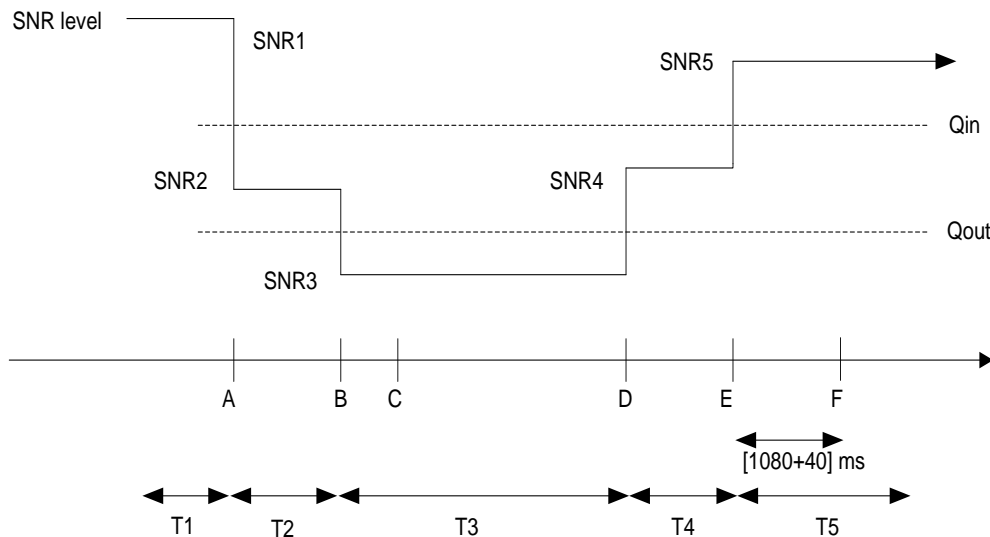 SNR level
SNR1
SNR5
Qin
SNR2
SNR4
Qout
SNR3
A B C D E F
[1080+40] ms
T1 T2 T3 T4 T5